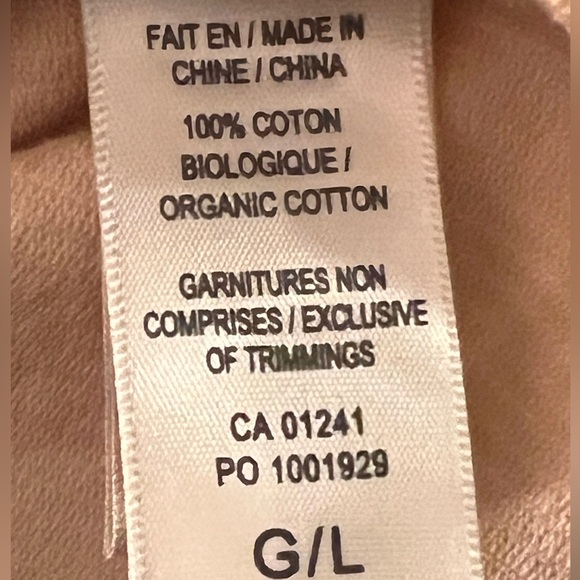 FAIT EN / MADE IN
CHINE / CHINA
100% COTON
BIOLOGIQUE /
ORGANIC COTTON
GARNITURES NON
COMPRISES / EXCLUSIVE
OF TRIMMINGS
CA 01241
PO 1001929
G/L